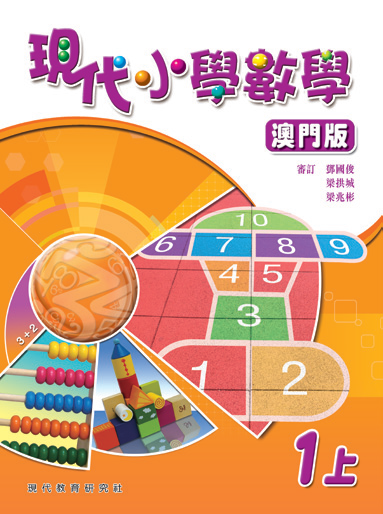 現代小學數學
澳門版
審訂 鄧國俊
梁拱城
梁兆彬
10
6 7 8 9
4 5
3
3+2
1 2
1上
現代教育研究社